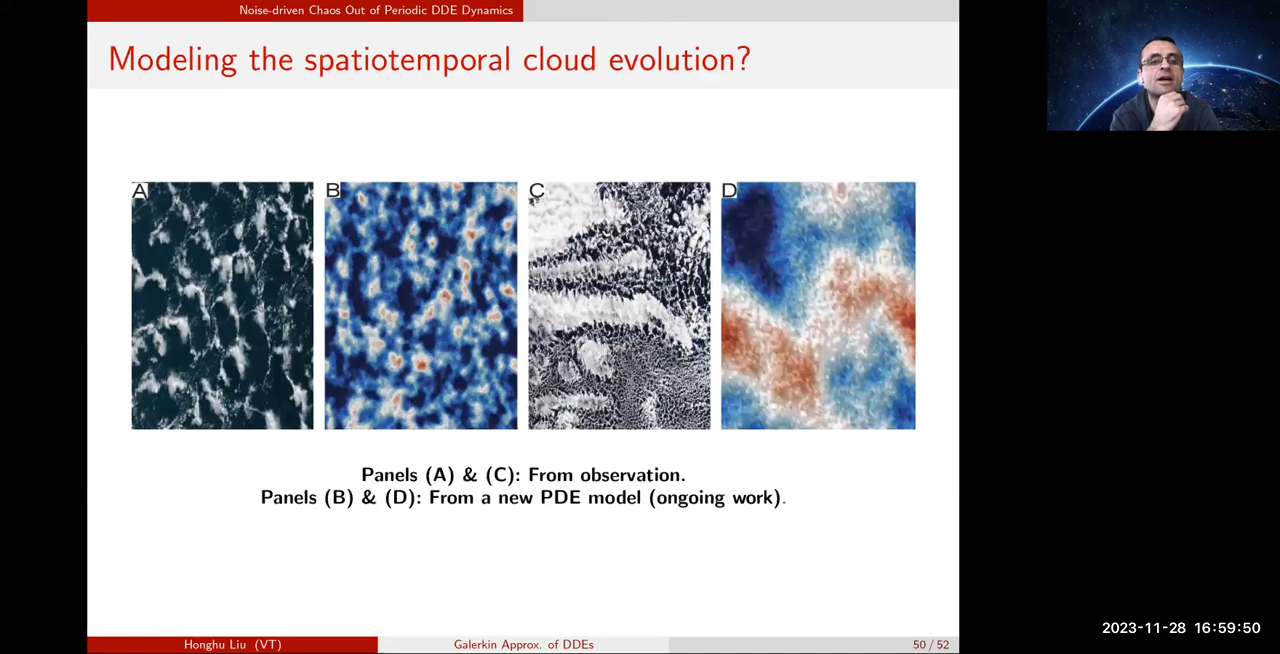 Noise-driven Chaos Out of Periodic DDE Dynamics
Modeling the spatiotemporal cloud evolution?
A
B
C
D
Panels (A) & (C): From observation.
Panels (B) & (D): From a new PDE model (ongoing work).
Honghu Liu (VT)
Galerkin Approx. of DDEs
50 / 52
2023-11-28 16:59:50